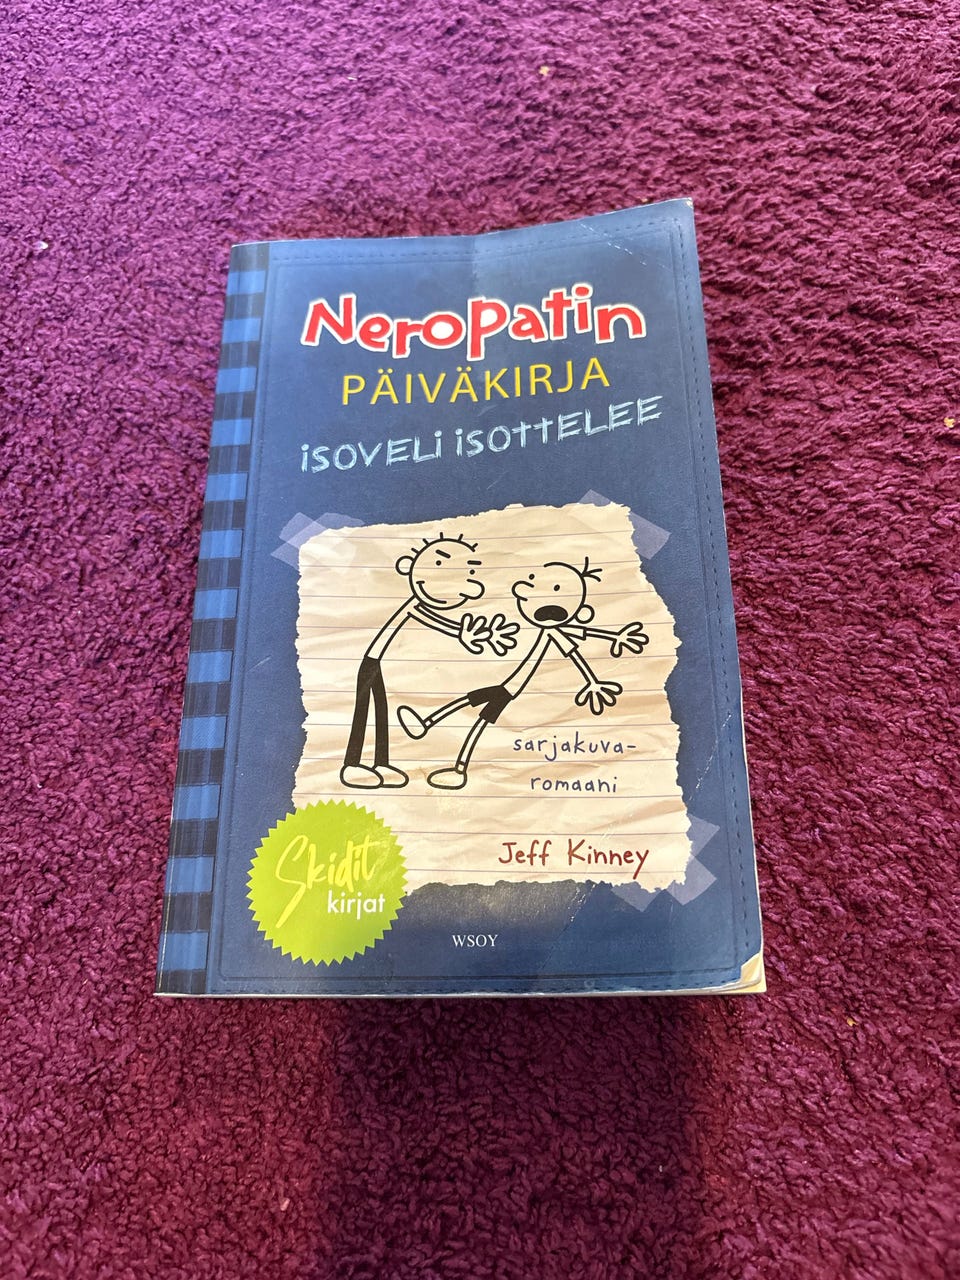 Neropatin
PÄIVÄKIRJA
iSOVELi iSOTTELEE
sarjakuva-
romaani
Jeff Kinney
Skidit
kirjat
WSOY